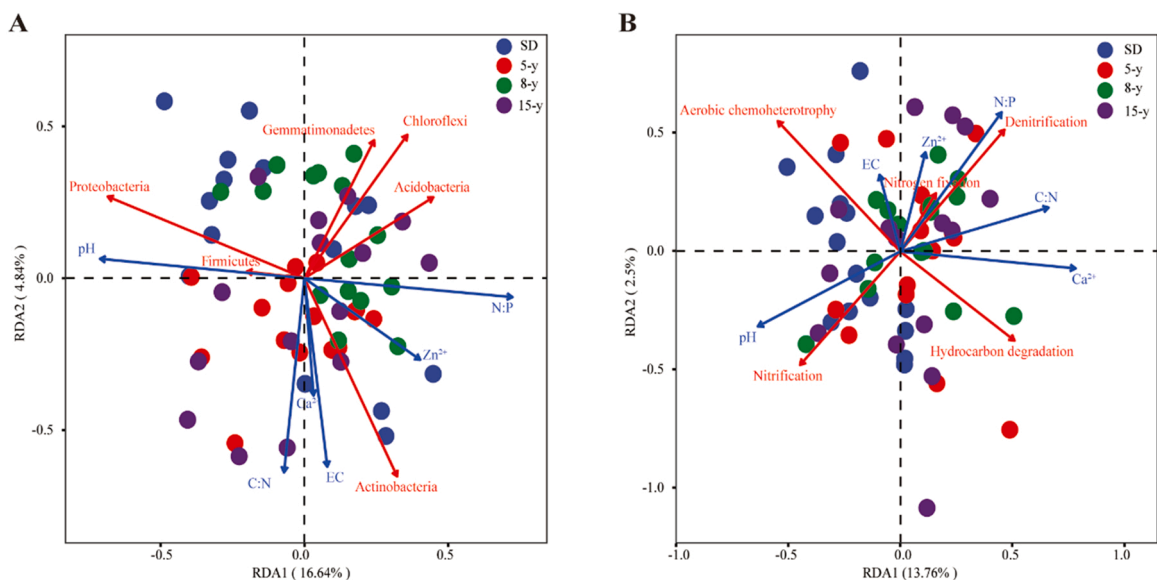 A
SD
5-y
8-y
15-y
Gemmatimonadetes
Chloroflexi
Acidobacteria
Proteobacteria
pH
Firmicutes
N:P
Zn²⁺
Ca²⁺
C:N
EC
Actinobacteria
0.5
0.0
-0.5
RDA2 ( 4.84%)
-0.5
0.0
0.5
RDA1 ( 16.64%)
B
SD
5-y
8-y
15-y
Aerobic chemoheterotrophy
N:P
Denitrification
Zn²⁺
EC
Nitrogen fixation
C:N
Ca²⁺
pH
Hydrocarbon degradation
Nitrification
0.5
0.0
-0.5
-1.0
RDA2 ( 2.5%)
-1.0
-0.5
0.0
0.5
1.0
RDA1 (13.76%)